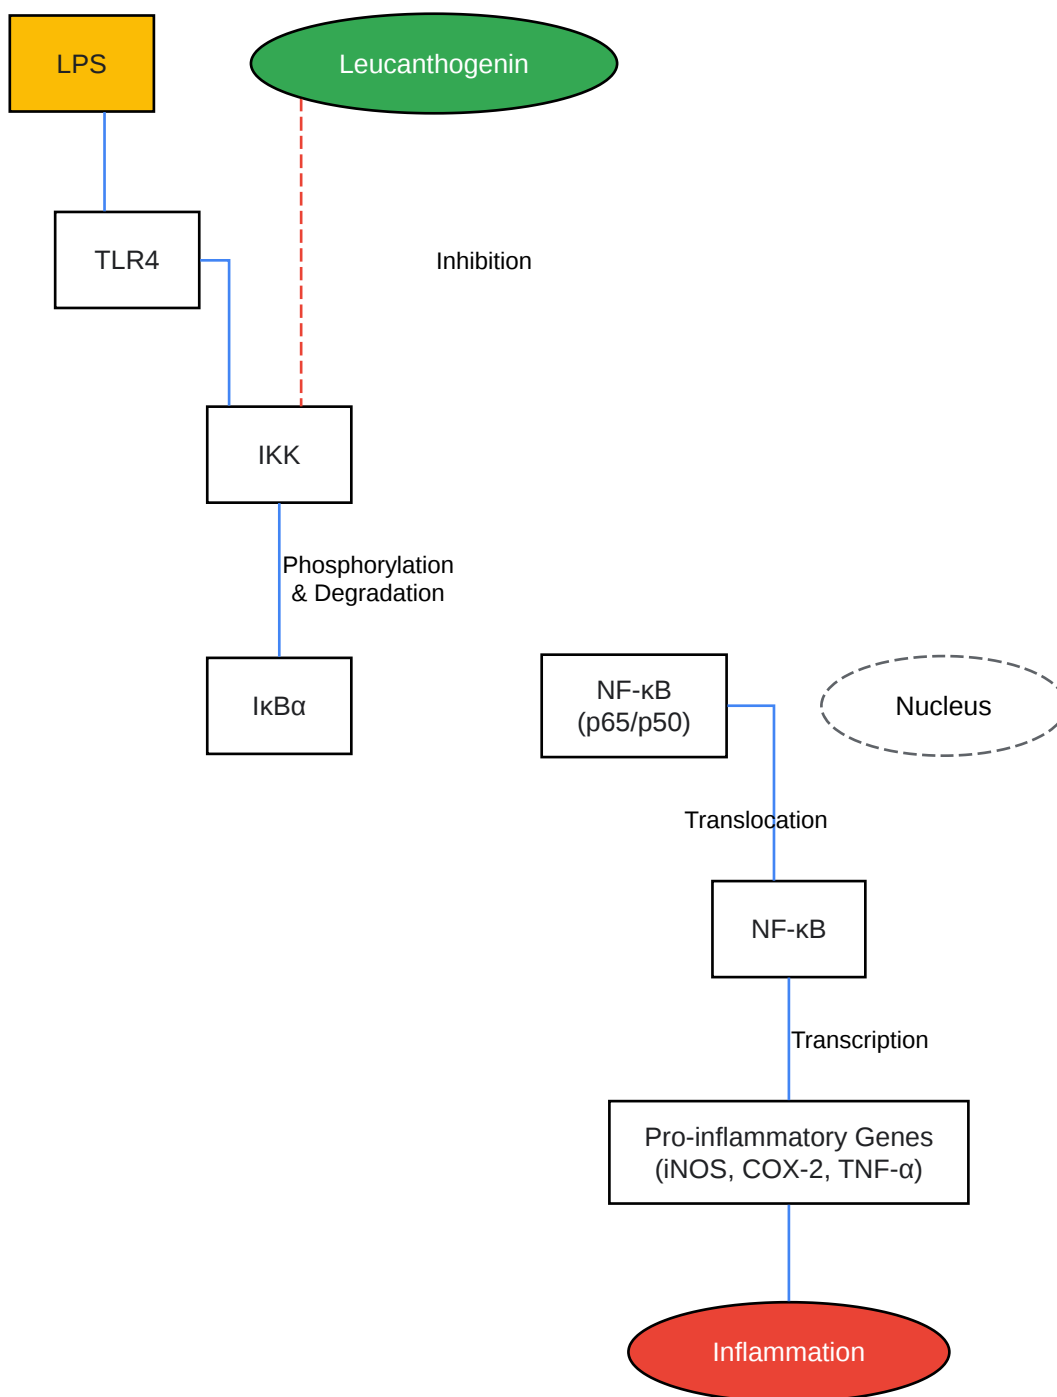 LPS
Leucanthogenin
TLR4
Inhibition
IKK
Phosphorylation
& Degradation
IκBα
NF-κB
(p65/p50)
Nucleus
Translocation
NF-κB
Transcription
Pro-inflammatory Genes
(iNOS, COX-2, TNF-α)
Inflammation